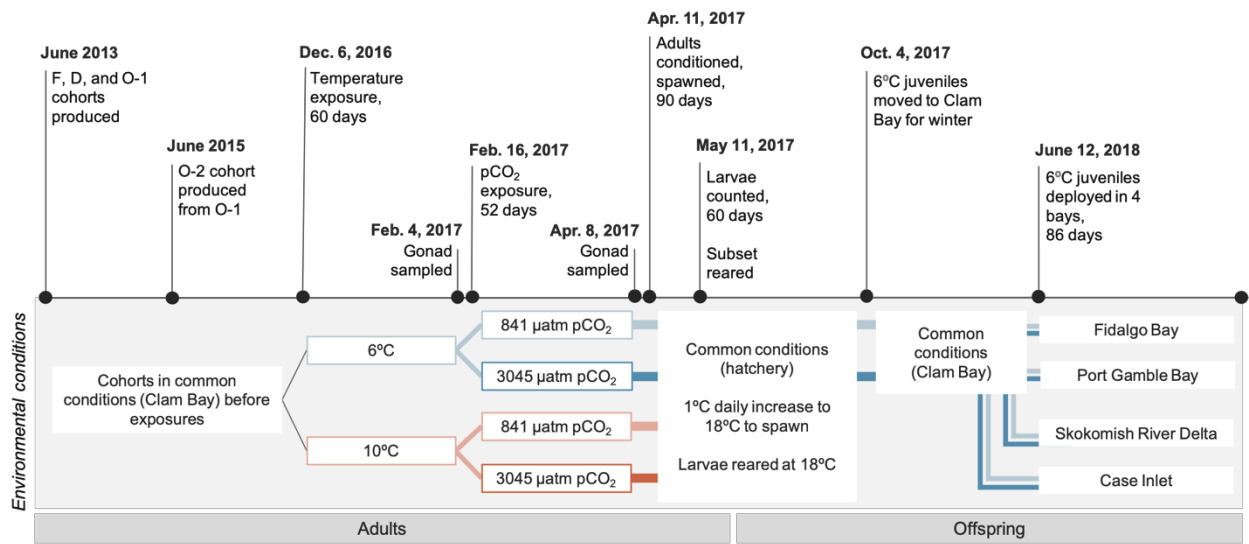 June 2013
F, D, and O-1
cohorts
produced
June 2015
O-2 cohort
produced
from O-1
Dec. 6, 2016
Temperature
exposure,
60 days
Feb. 4, 2017
Gonad
sampled
Feb. 16, 2017
pCO₂
exposure,
52 days
Apr. 8, 2017
Gonad
sampled
Apr. 11, 2017
Adults
conditioned,
spawned,
90 days
May 11, 2017
Larvae
counted,
60 days
Subset
reared
Oct. 4, 2017
6ºC juveniles
moved to Clam
Bay for winter
June 12, 2018
6ºC juveniles
deployed in 4
bays,
86 days
Environmental conditions
Cohorts in common
conditions (Clam Bay) before
exposures
6ºC
10ºC
841 µatm pCO₂
3045 µatm pCO₂
841 µatm pCO₂
3045 µatm pCO₂
Common conditions
(hatchery)
1ºC daily increase to
18ºC to spawn
Larvae reared at 18ºC
Common
conditions
(Clam Bay)
Fidalgo Bay
Port Gamble Bay
Skokomish River Delta
Case Inlet
Adults
Offspring